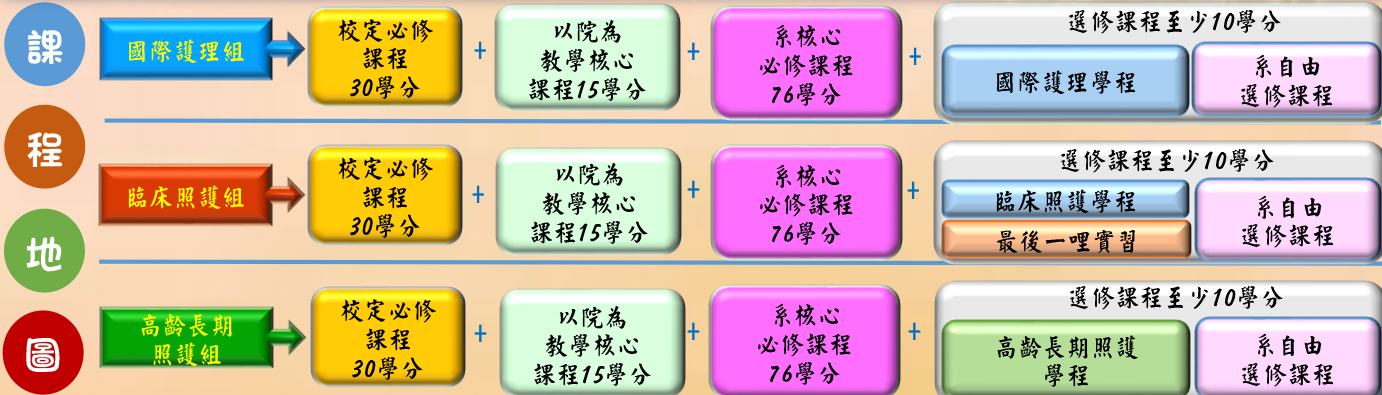 課
程
地
圖
國際護理組
校定必修
課程
30學分
+
以院為
教學核心
課程15學分
+
系核心
必修課程
76學分
+
選修課程至少10學分
國際護理學程
系自由
選修課程
臨床照護組
校定必修
課程
30學分
+
以院為
教學核心
課程15學分
+
系核心
必修課程
76學分
+
選修課程至少10學分
臨床照護學程
最後一哩實習
系自由
選修課程
高齡長期
照護組
校定必修
課程
30學分
+
以院為
教學核心
課程15學分
+
系核心
必修課程
76學分
+
選修課程至少10學分
高齡長期照護
學程
系自由
選修課程